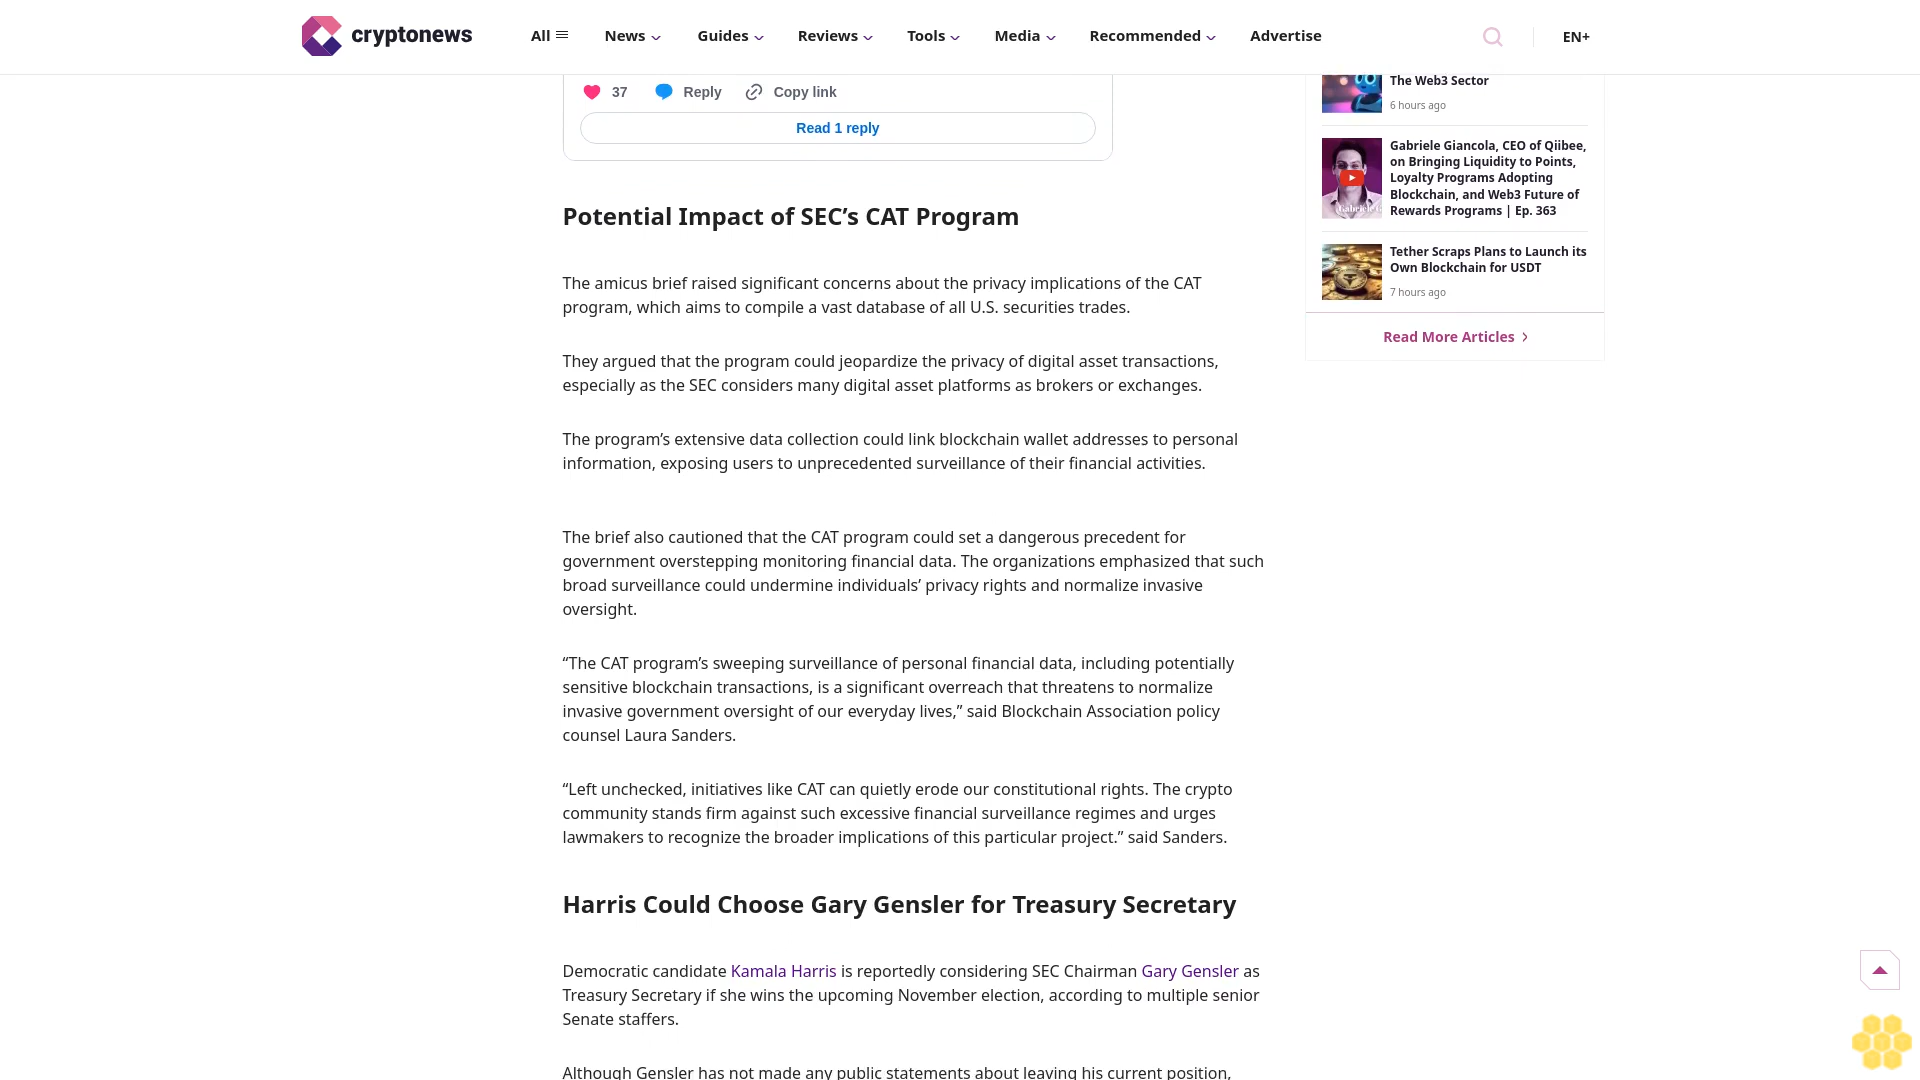 cryptonews
All
News
Guides
Reviews
Tools
Media
Recommended
Advertise
EN+
37
Reply
Copy link
Read 1 reply
Potential Impact of SEC’s CAT Program
The amicus brief raised significant concerns about the privacy implications of the CAT
program, which aims to compile a vast database of all U.S. securities trades.
They argued that the program could jeopardize the privacy of digital asset transactions,
especially as the SEC considers many digital asset platforms as brokers or exchanges.
The program’s extensive data collection could link blockchain wallet addresses to personal
information, exposing users to unprecedented surveillance of their financial activities.
The brief also cautioned that the CAT program could set a dangerous precedent for
government overstepping monitoring financial data. The organizations emphasized that such
broad surveillance could undermine individuals’ privacy rights and normalize invasive
oversight.
“The CAT program’s sweeping surveillance of personal financial data, including potentially
sensitive blockchain transactions, is a significant overreach that threatens to normalize
invasive government oversight of our everyday lives,” said Blockchain Association policy
counsel Laura Sanders.
“Left unchecked, initiatives like CAT can quietly erode our constitutional rights. The crypto
community stands firm against such excessive financial surveillance regimes and urges
lawmakers to recognize the broader implications of this particular project.” said Sanders.
Harris Could Choose Gary Gensler for Treasury Secretary
Democratic candidate Kamala Harris is reportedly considering SEC Chairman Gary Gensler as
Treasury Secretary if she wins the upcoming November election, according to multiple senior
Senate staffers.
Although Gensler has not made any public statements about leaving his current position,
The Web3 Sector
6 hours ago
Gabriele Giancola, CEO of Qiibee,
on Bringing Liquidity to Points,
Loyalty Programs Adopting
Blockchain, and Web3 Future of
Rewards Programs | Ep. 363
Tether Scraps Plans to Launch its
Own Blockchain for USDT
7 hours ago
Read More Articles